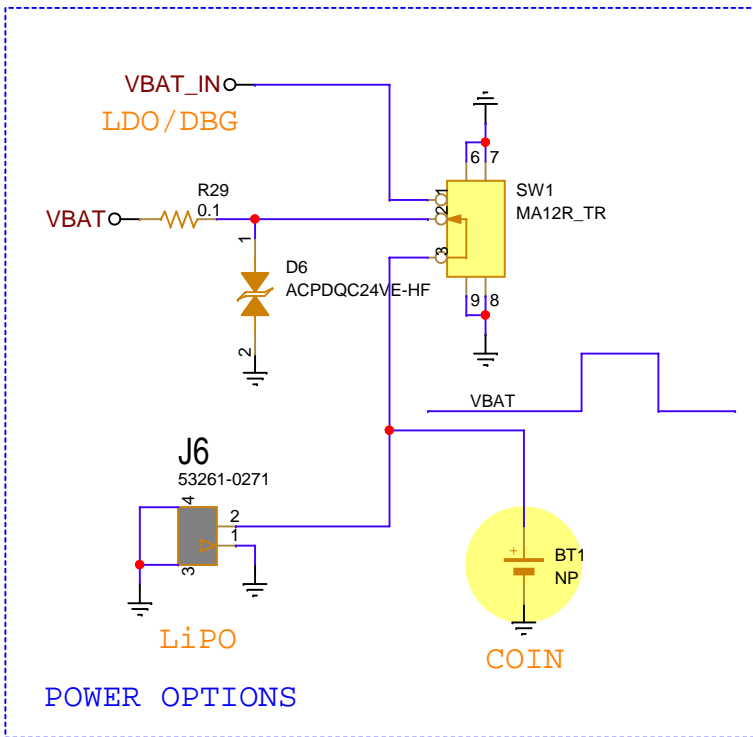 VBAT_IN
LDO/DBG
6 7
SW1
MA12R_TR
1
2
3
R29
0.1
VBAT
1
D6
ACPDQC24VE-HF
2
9 8
VBAT
J6
53261-0271
4
2
1
3
BT1
NP
+
LiPO
COIN
POWER OPTIONS